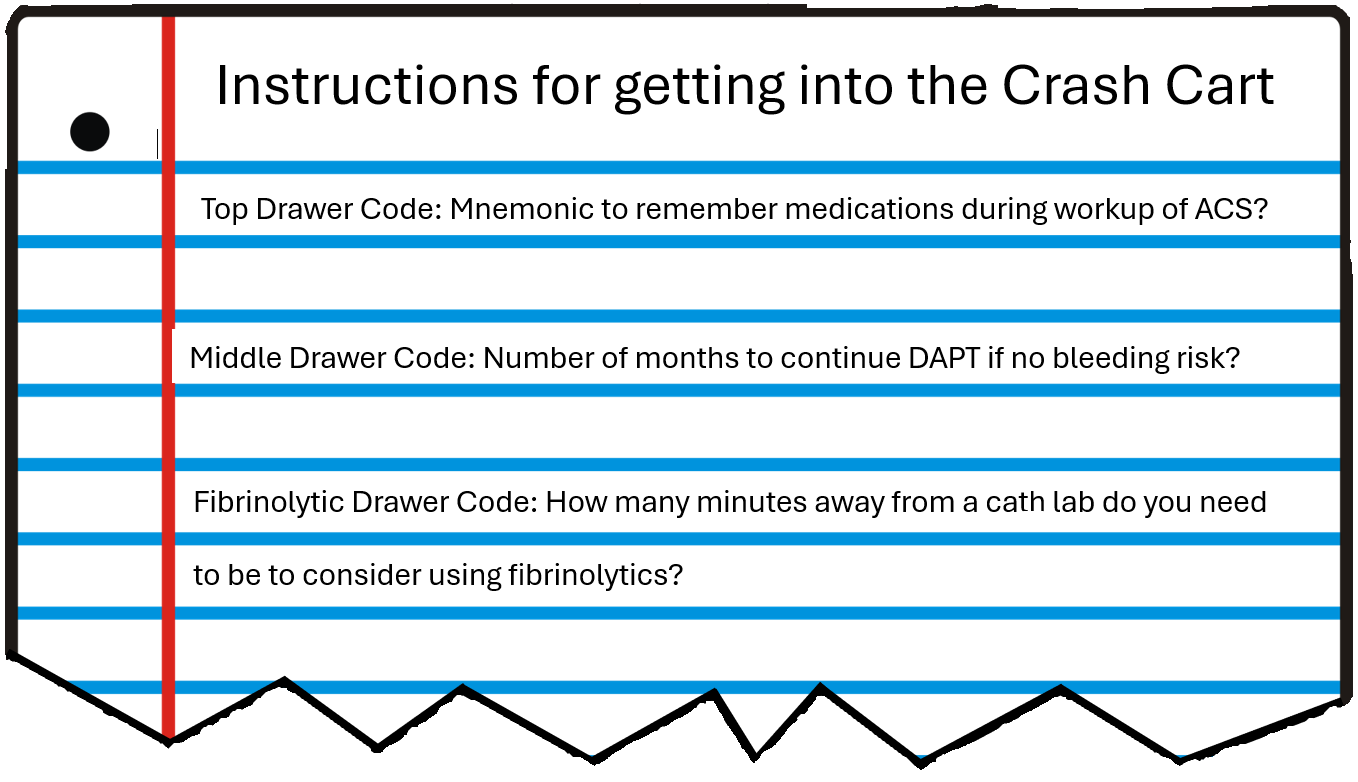 Instructions for getting into the Crash Cart
Top Drawer Code: Mnemonic to remember medications during workup of ACS?
Middle Drawer Code: Number of months to continue DAPT if no bleeding risk?
Fibrinolytic Drawer Code: How many minutes away from a cath lab do you need
to be to consider using fibrinolytics?